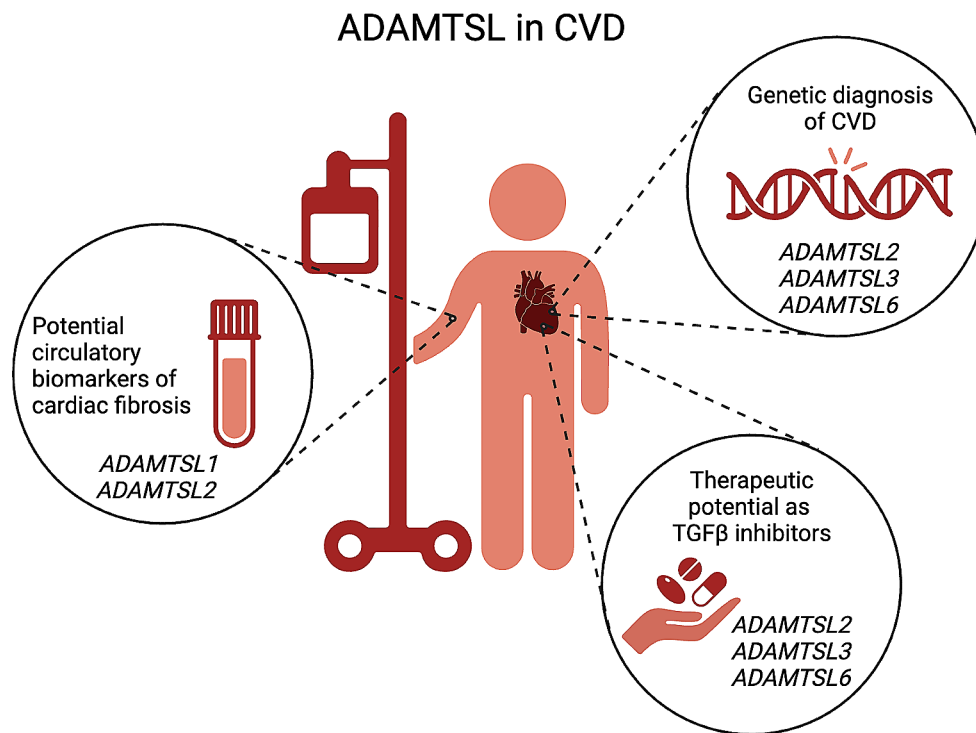 ADAMTSL in CVD
Genetic diagnosis
of CVD
ADAMTSL2
ADAMTSL3
ADAMTSL6
Potential
circulatory
biomarkers of
cardiac fibrosis
ADAMTSL1
ADAMTSL2
Therapeutic
potential as
TGFβ inhibitors
ADAMTSL2
ADAMTSL3
ADAMTSL6